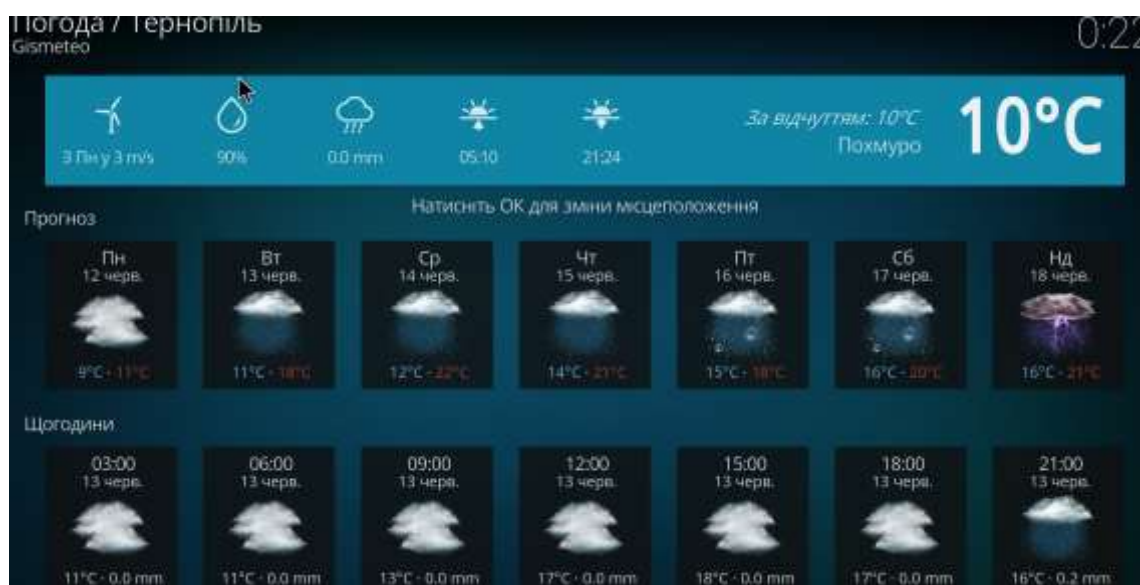 Погода / Тернопіль
Gismeteo
0:22
З Пн у 3 m/s
90%
0.0 mm
05:10
21:24
За відчуттям: 10°C
Похмуро
10°C
Натисніть ОК для зміни місцеположення
Прогноз
Пн
12 черв.
9°C - 11°C
Вт
13 черв.
11°C - 18°C
Ср
14 черв.
12°C - 22°C
Чт
15 черв.
14°C - 21°C
Пт
16 черв.
15°C - 18°C
Сб
17 черв.
16°C - 20°C
Нд
18 черв.
16°C - 21°C
Щогодини
03:00
13 черв.
11°C - 0.0 mm
06:00
13 черв.
11°C - 0.0 mm
09:00
13 черв.
13°C - 0.0 mm
12:00
13 черв.
17°C - 0.0 mm
15:00
13 черв.
18°C - 0.0 mm
18:00
13 черв.
17°C - 0.0 mm
21:00
13 черв.
16°C - 0.2 mm